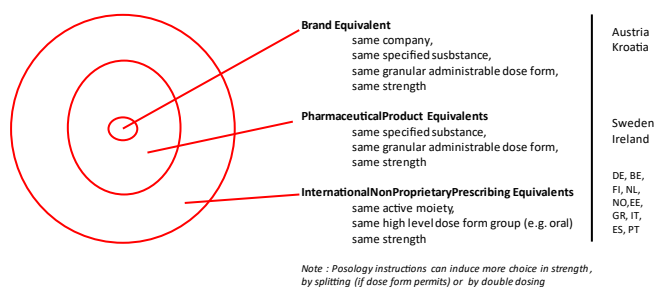 Brand Equivalent
same company,
same specified susbstance,
same granular administrable dose form,
same strength
Austria
Kroatia
PharmaceuticalProduct Equivalents
same specified substance,
same granular administrable dose form,
same strength
Sweden
Ireland
InternationalNonProprietaryPrescribing Equivalents
same active moiety,
same high level dose form group (e.g. oral)
same strength
DE, BE,
FI, NL,
NO,EE,
GR, IT,
ES, PT
Note : Posology instructions can induce more choice in strength,
by splitting (if dose form permits) or by double dosing